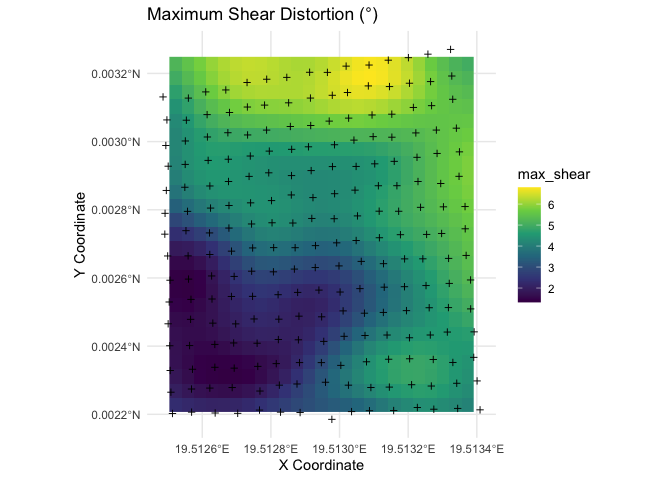 Maximum Shear Distortion (°)
0.0032°N
0.0030°N
0.0028°N
0.0026°N
0.0024°N
0.0022°N
Y Coordinate
19.5126°E 19.5128°E 19.5130°E 19.5132°E 19.5134°E
X Coordinate
max_shear
6
5
4
3
2